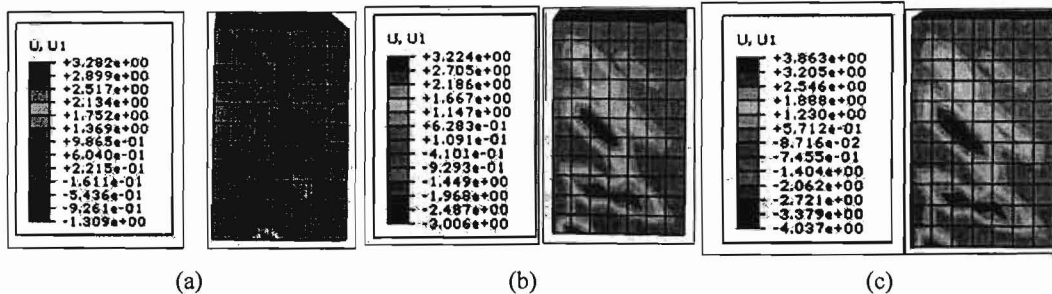 U, U1
+3.282e+00
+2.899e+00
+2.517e+00
+2.134e+00
+1.752e+00
+1.369e+00
+9.865e-01
+6.040e-01
+2.215e-01
-1.611e-01
-5.436e-01
-9.261e-01
-1.309e+00
U, U1
+3.224e+00
+2.705e+00
+2.186e+00
+1.667e+00
+1.147e+00
+6.283e-01
+1.091e-01
-4.101e-01
-9.293e-01
-1.449e+00
-1.968e+00
-2.487e+00
-3.006e+00
U, U1
+3.863e+00
+3.205e+00
+2.546e+00
+1.888e+00
+1.230e+00
+5.712e-01
-8.716e-02
-7.455e-01
-1.404e+00
-2.062e+00
-2.721e+00
-3.379e+00
-4.037e+00
(a)
(b)
(c)